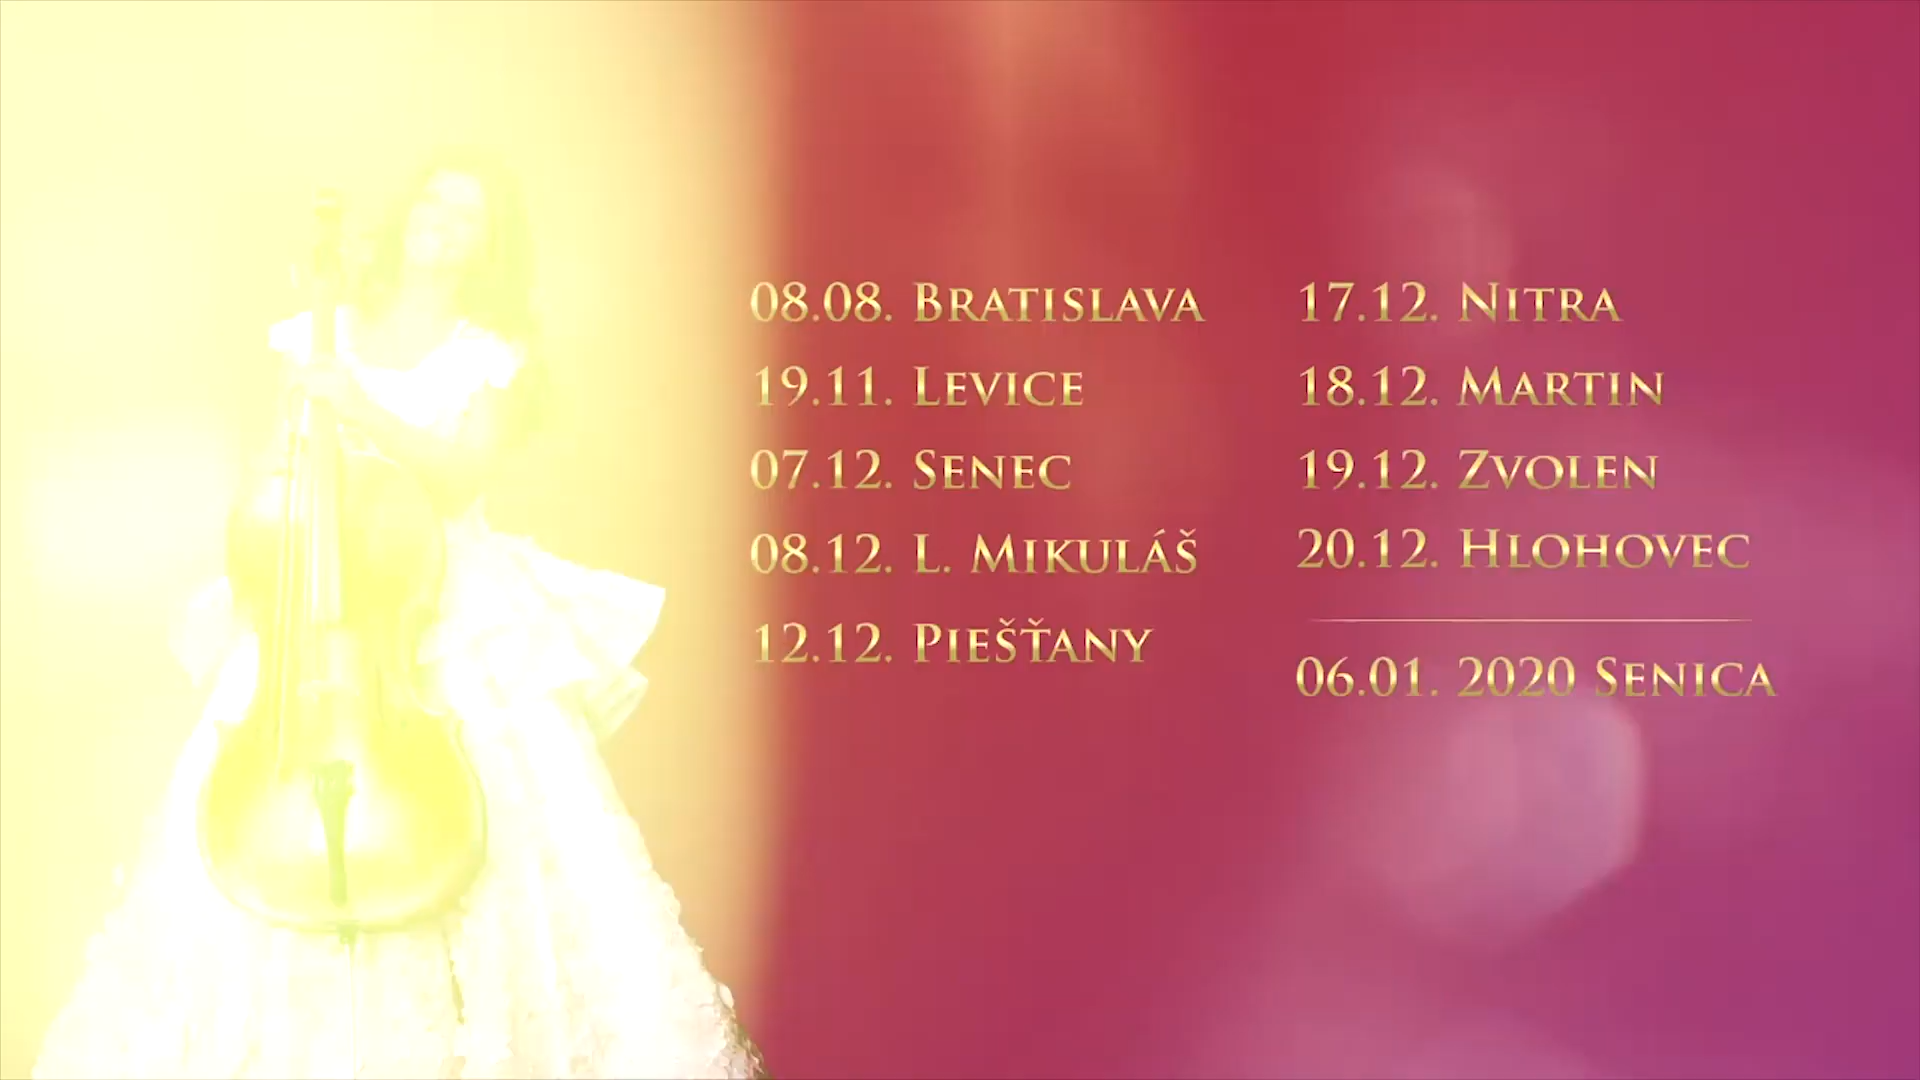 08.08. Bratislava
19.11. Levice
07.12. Senec
08.12. L. Mikuláš
12.12. Piešťany
17.12. Nitra
18.12. Martin
19.12. Zvolen
20.12. Hlohovec
06.01. 2020 Senica